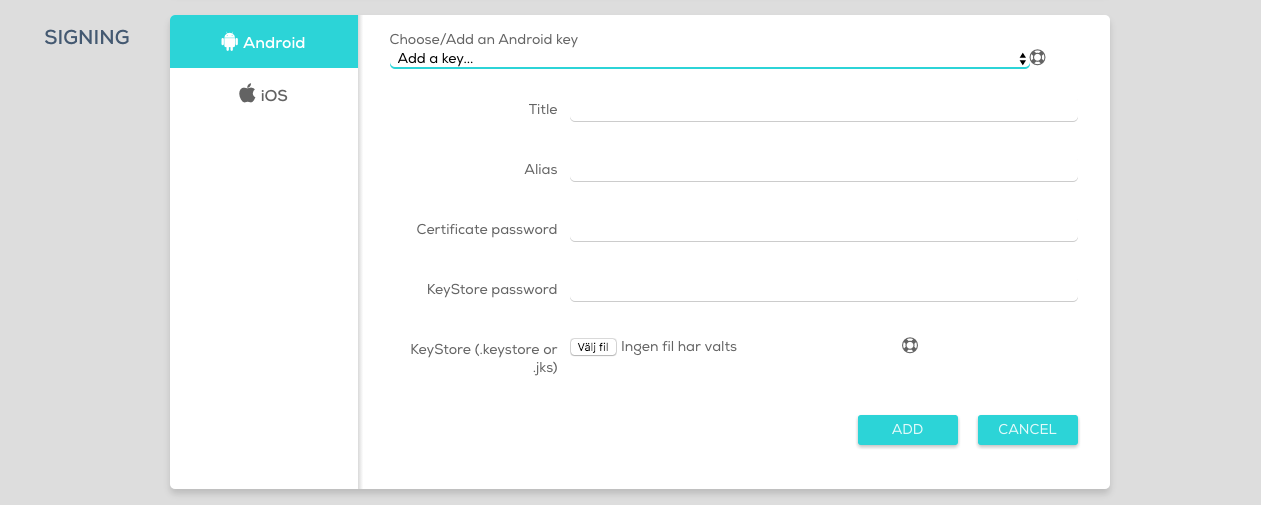 SIGNING
Android
iOS
Choose/Add an Android key
Add a key...
Title
Alias
Certificate password
KeyStore password
KeyStore (.keystore or
.jks)
Välj fil Ingen fil har valts
ADD
CANCEL